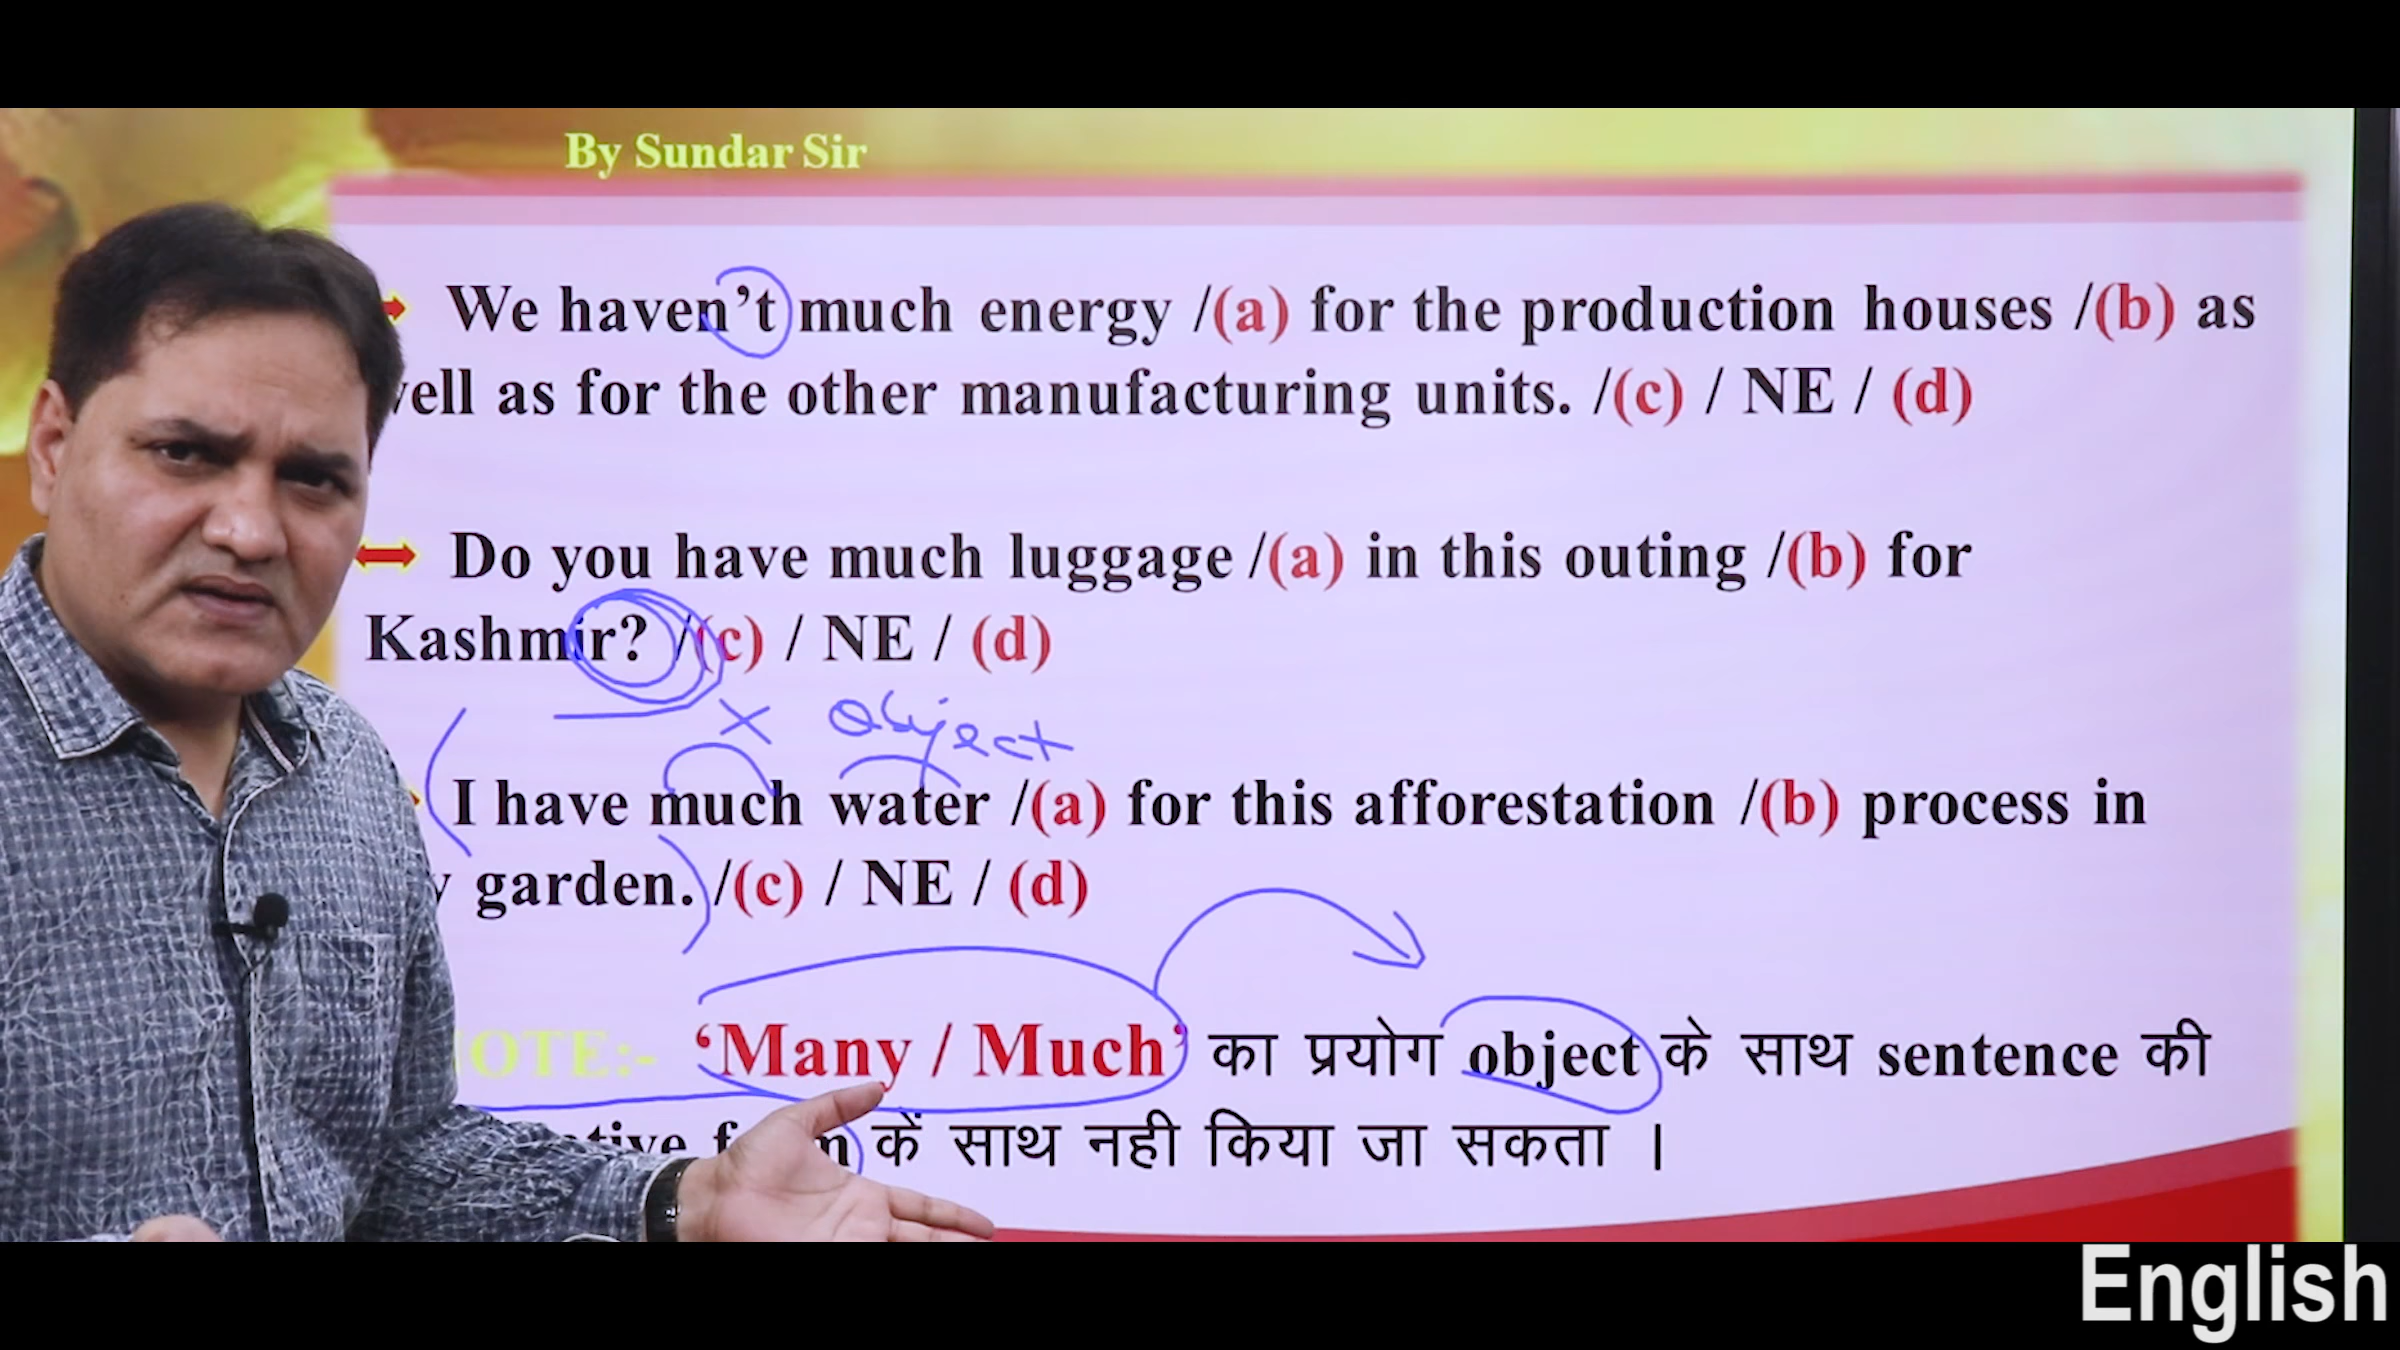 By Sundar Sir
We haven't much energy /(a) for the production houses /(b) as
well as for the other manufacturing units. /(c) / NE / (d)
Do you have much luggage /(a) in this outing /(b) for
Kashmir? /(c) / NE / (d)
× object
I have much water /(a) for this afforestation /(b) process in
garden. /(c) / NE / (d)
NOTE:- ‘Many / Much’ का प्रयोग object के साथ sentence की
कें साथ नही किया जा सकता ।
English